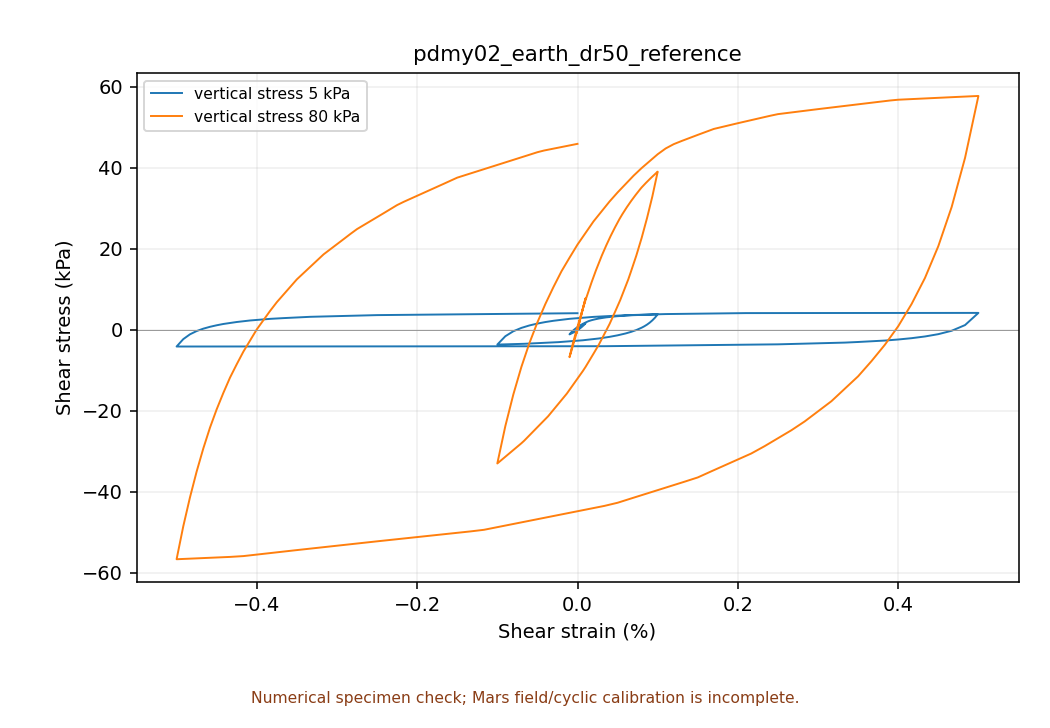 pdmy02_earth_dr50_reference
vertical stress 5 kPa
vertical stress 80 kPa
Shear stress (kPa)
60
40
20
0
−20
−40
−60
−0.4
−0.2
0.0
0.2
0.4
Shear strain (%)
Numerical specimen check; Mars field/cyclic calibration is incomplete.